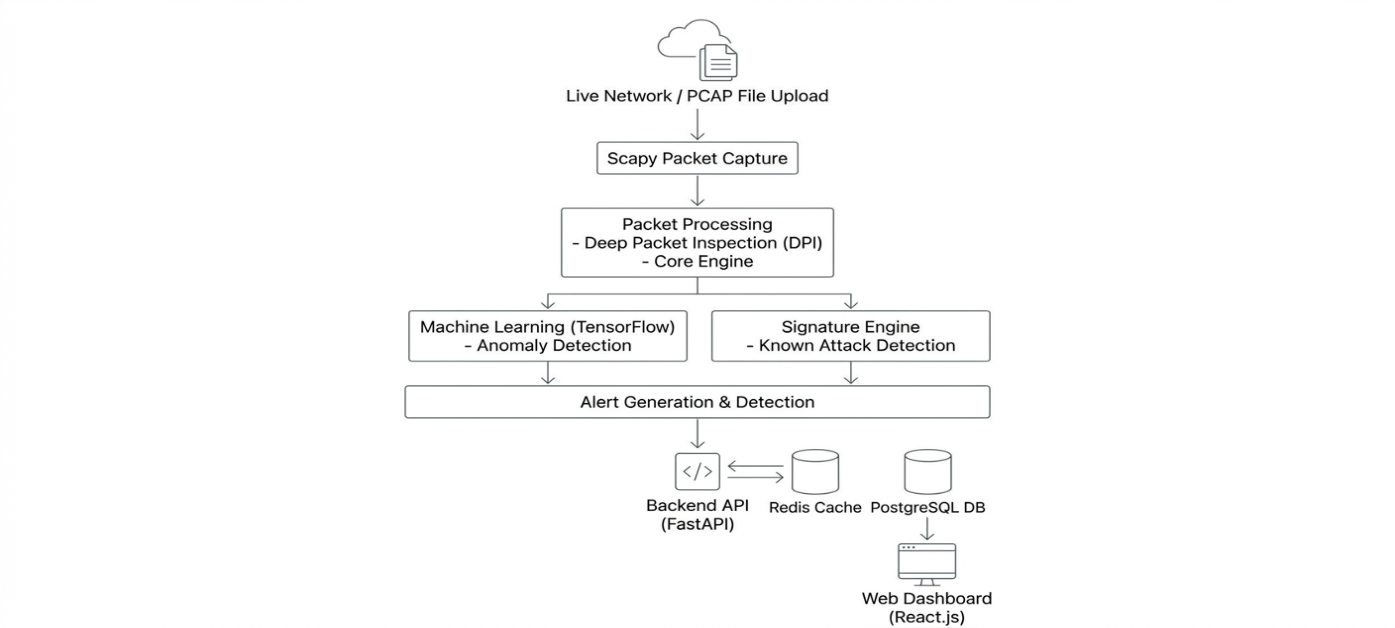 Live Network / PCAP File Upload
Scapy Packet Capture
Packet Processing
- Deep Packet Inspection (DPI)
- Core Engine
Machine Learning (TensorFlow)
- Anomaly Detection
Signature Engine
- Known Attack Detection
Alert Generation & Detection
</>
Backend API
(FastAPI)
Redis Cache
PostgreSQL DB
Web Dashboard
(React.js)